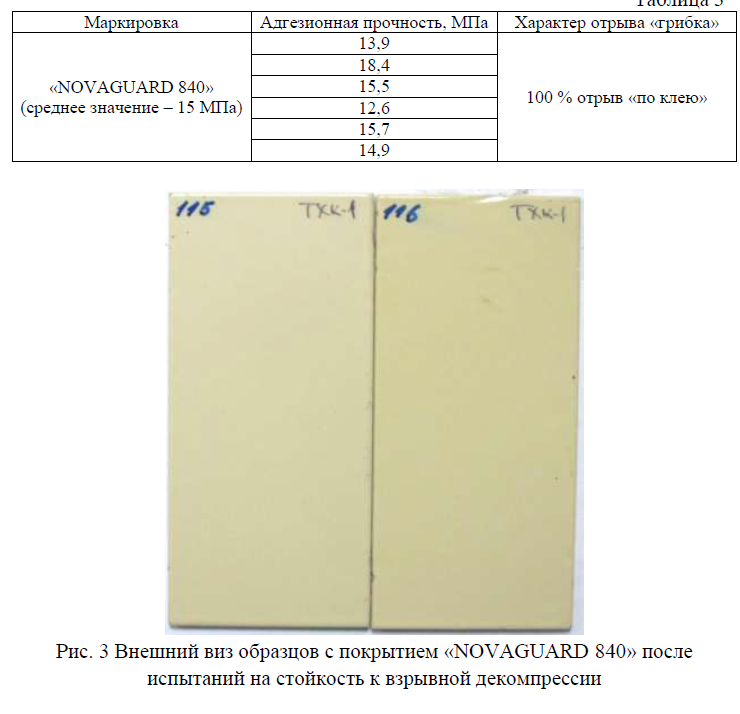 Таблица 3
Маркировка Адгезионная прочность, МПа Характер отрыва «грибка»
13,9
18,4
«NOVAGUARD 840»
(среднее значение – 15 МПа)
15,5
12,6
15,7
14,9
100 % отрыв «по клею»
115 ТХК-1 116 ТХК-1
Рис. 3 Внешний виз образцов с покрытием «NOVAGUARD 840» после
испытаний на стойкость к взрывной декомпрессии